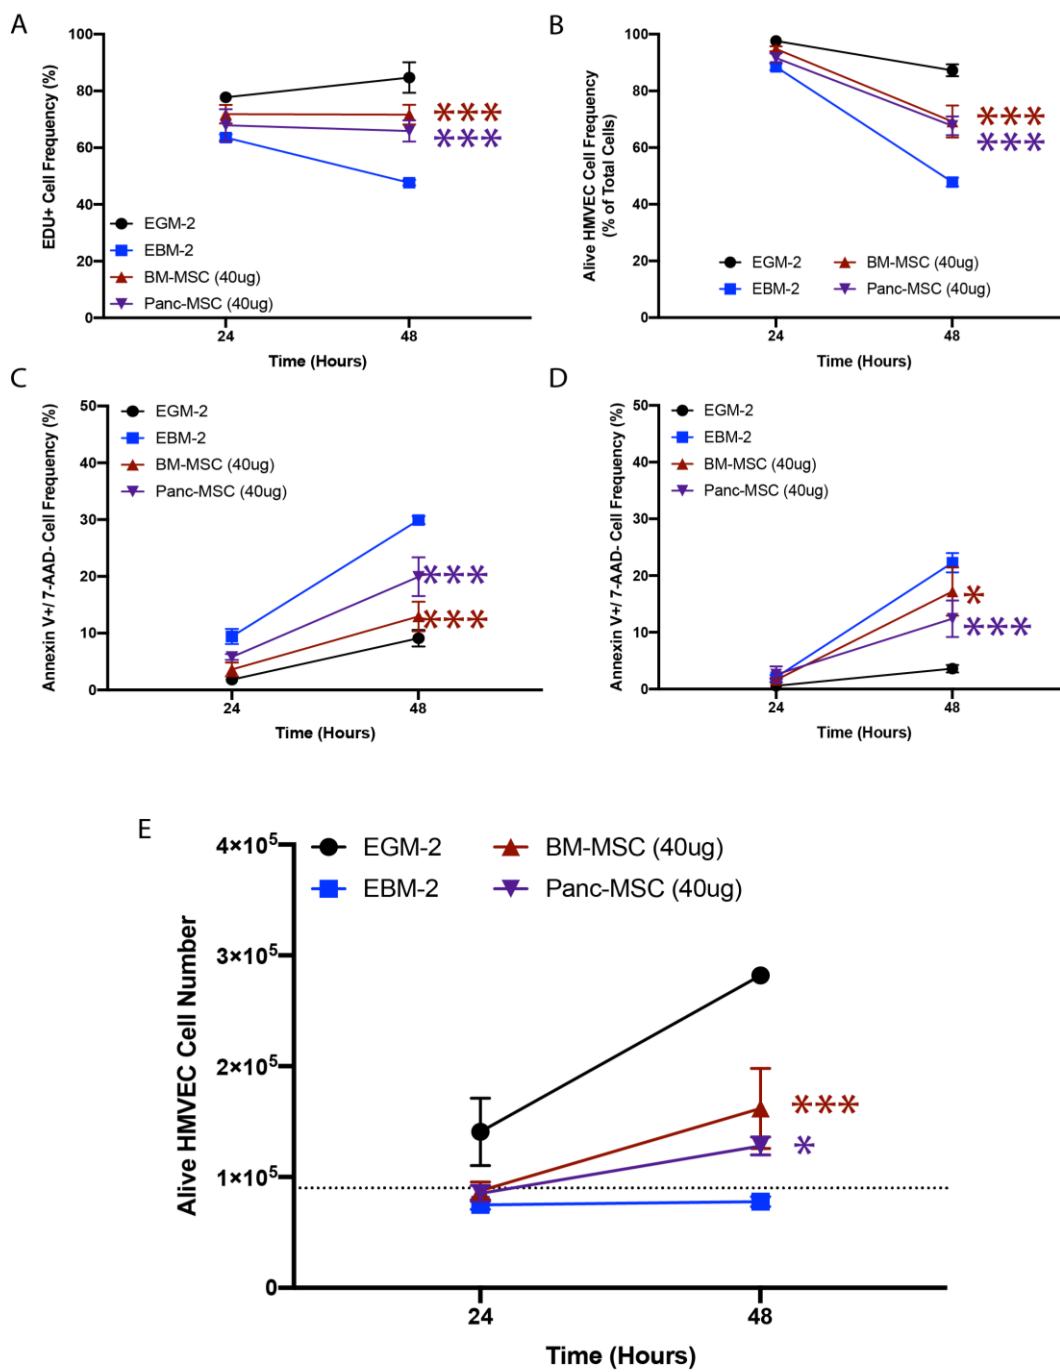 A
EDU+ Cell Frequency (%)
100
80
60
40
20
0
EGM-2
EBM-2
BM-MSC (40ug)
Panc-MSC (40ug)
***
***
24
48
Time (Hours)
B
Alive HMVEC Cell Frequency
(% of Total Cells)
100
80
60
40
20
0
EGM-2
EBM-2
BM-MSC (40ug)
Panc-MSC (40ug)
***
***
24
48
Time (Hours)
C
Annexin V+/ 7-AAD- Cell Frequency (%)
50
40
30
20
10
0
EGM-2
EBM-2
BM-MSC (40ug)
Panc-MSC (40ug)
***
***
24
48
Time (Hours)
D
Annexin V+/ 7-AAD- Cell Frequency (%)
50
40
30
20
10
0
EGM-2
EBM-2
BM-MSC (40ug)
Panc-MSC (40ug)
*
***
24
48
Time (Hours)
E
Alive HMVEC Cell Number
4×10⁵
3×10⁵
2×10⁵
1×10⁵
0
EGM-2
EBM-2
BM-MSC (40ug)
Panc-MSC (40ug)
***
*
24
48
Time (Hours)